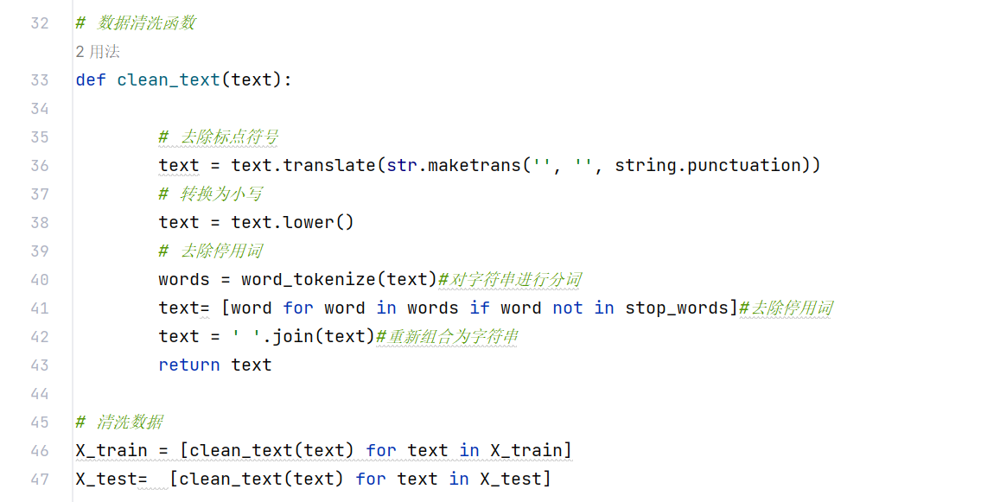 32 # 数据清洗函数
2 用法
33 def clean_text(text):
34
35 # 去除标点符号
36 text = text.translate(str.maketrans('', '', string.punctuation))
37 # 转换为小写
38 text = text.lower()
39 # 去除停用词
40 words = word_tokenize(text)#对字符串进行分词
41 text= [word for word in words if word not in stop_words]#去除停用词
42 text = ' '.join(text)#重新组合为字符串
43 return text
44
45 # 清洗数据
46 X_train = [clean_text(text) for text in X_train]
47 X_test=  [clean_text(text) for text in X_test]